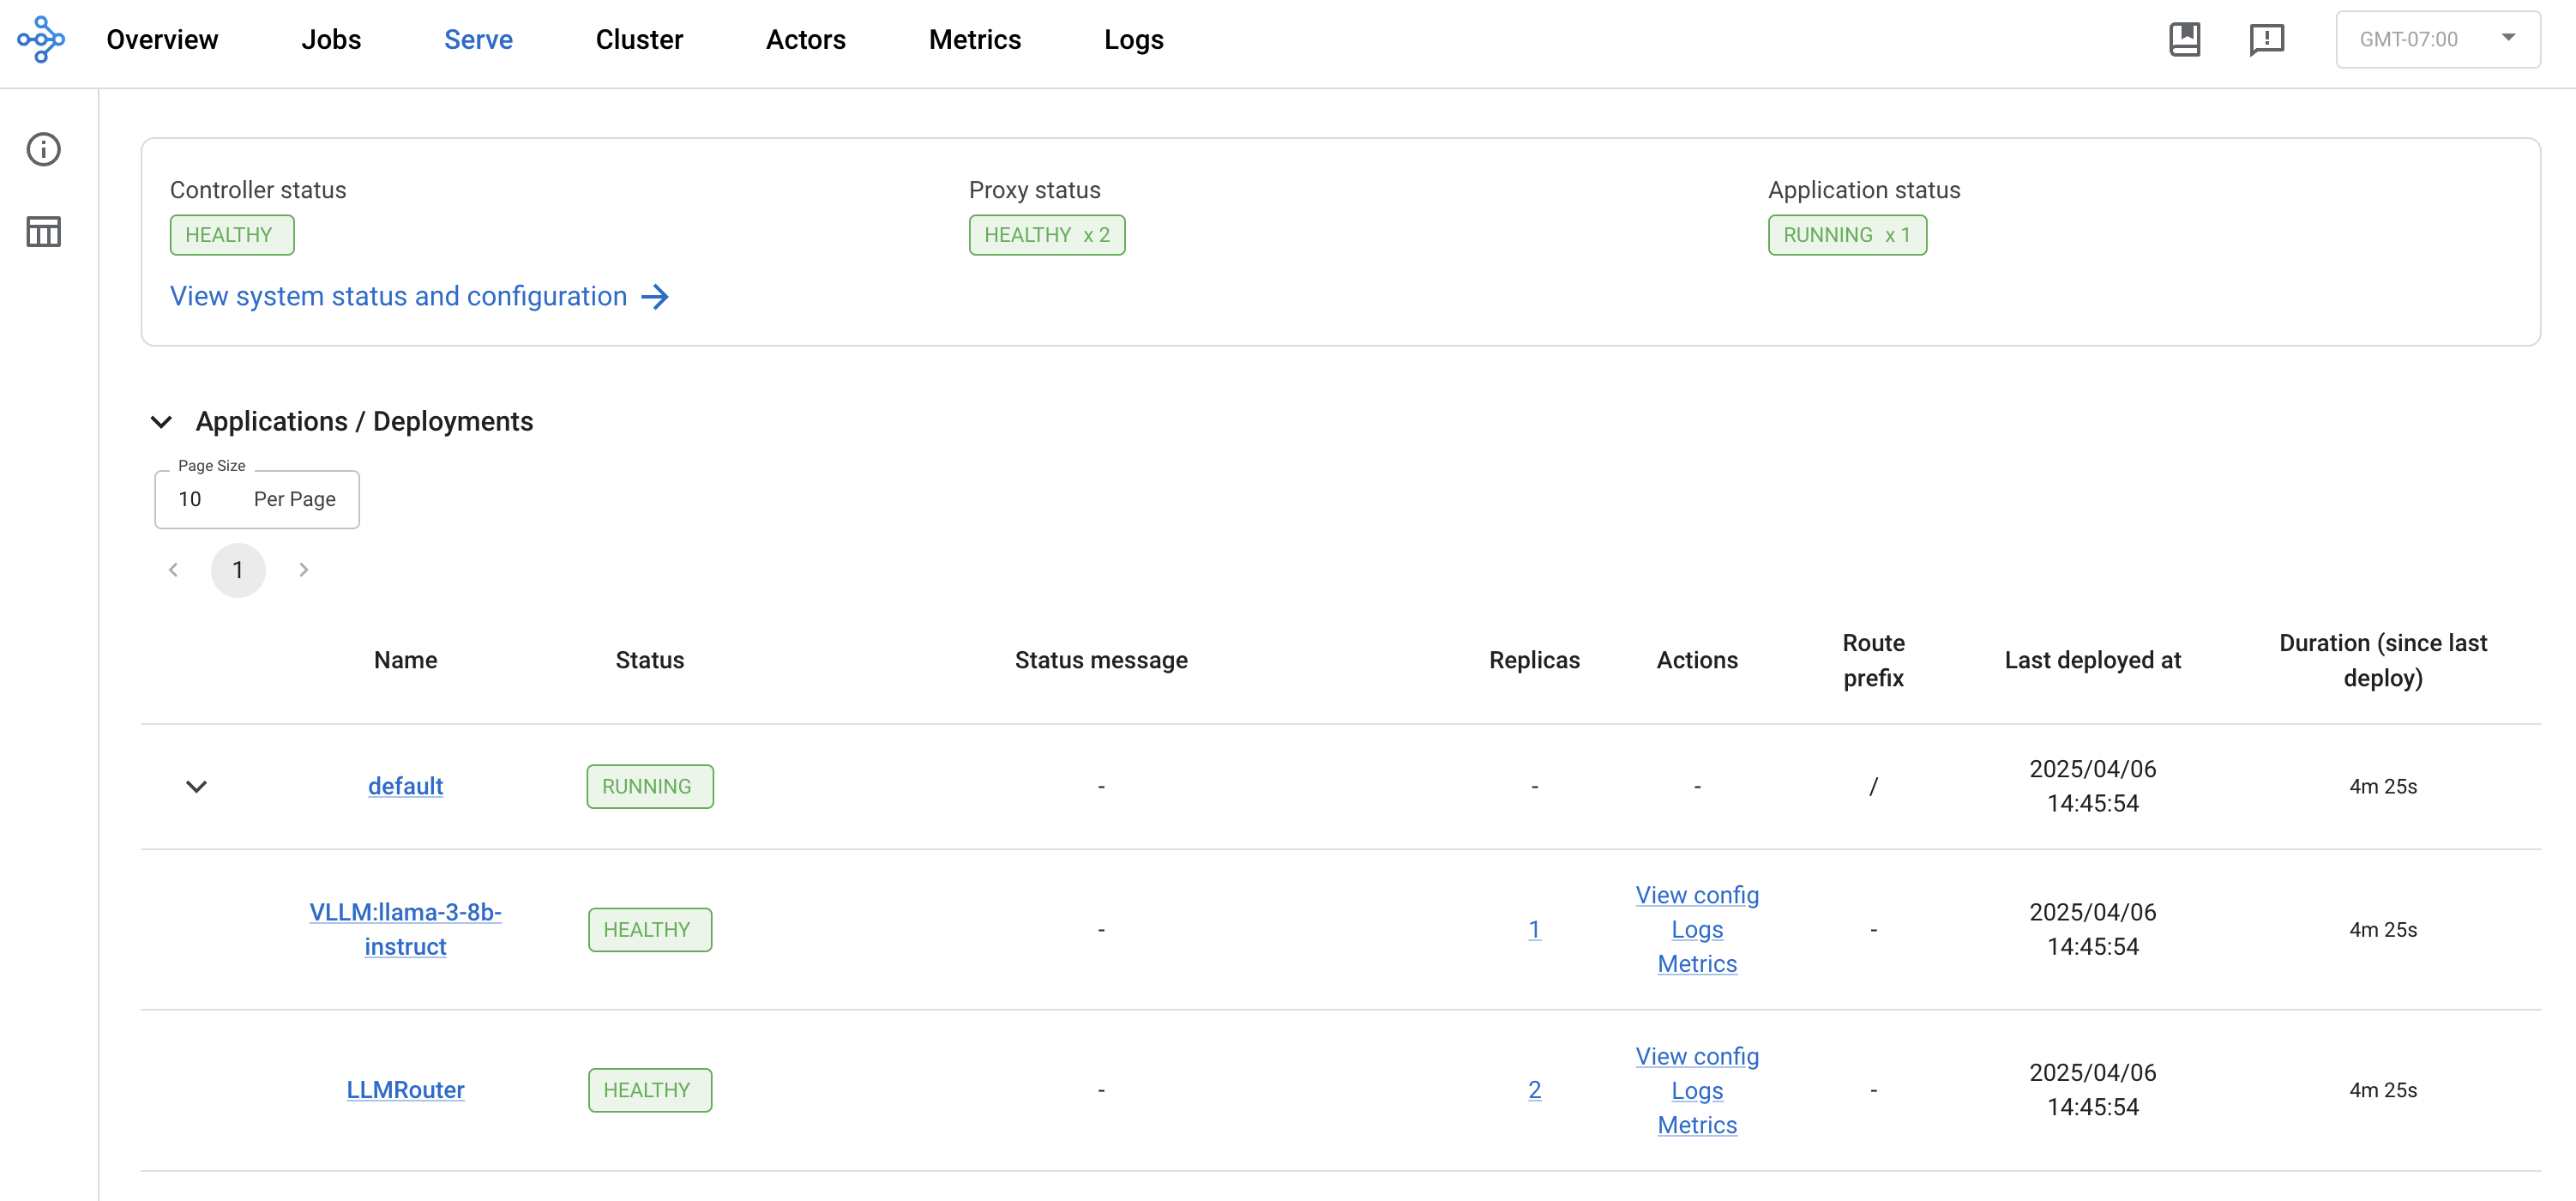 Overview Jobs Serve Cluster Actors Metrics Logs GMT-07:00
Controller status Proxy status Application status
HEALTHY HEALTHY x 2 RUNNING x 1
View system status and configuration →
Applications / Deployments
Page Size
10 Per Page
1
Name Status Status message Replicas Actions Route prefix Last deployed at Duration (since last deploy)
default RUNNING - - - / 2025/04/06 14:45:54 4m 25s
VLLM:llama-3-8b-instruct HEALTHY - 1 View config Logs Metrics - 2025/04/06 14:45:54 4m 25s
LLMRouter HEALTHY - 2 View config Logs Metrics - 2025/04/06 14:45:54 4m 25s